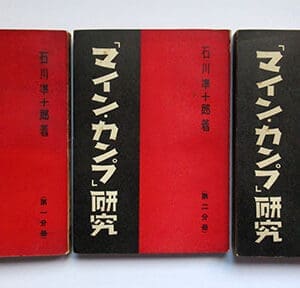 石川準十郎著
（第一分冊）
石川準十郎著
「マイン・カンプ」研究
（第二分冊）
「マイン・カンプ」研究